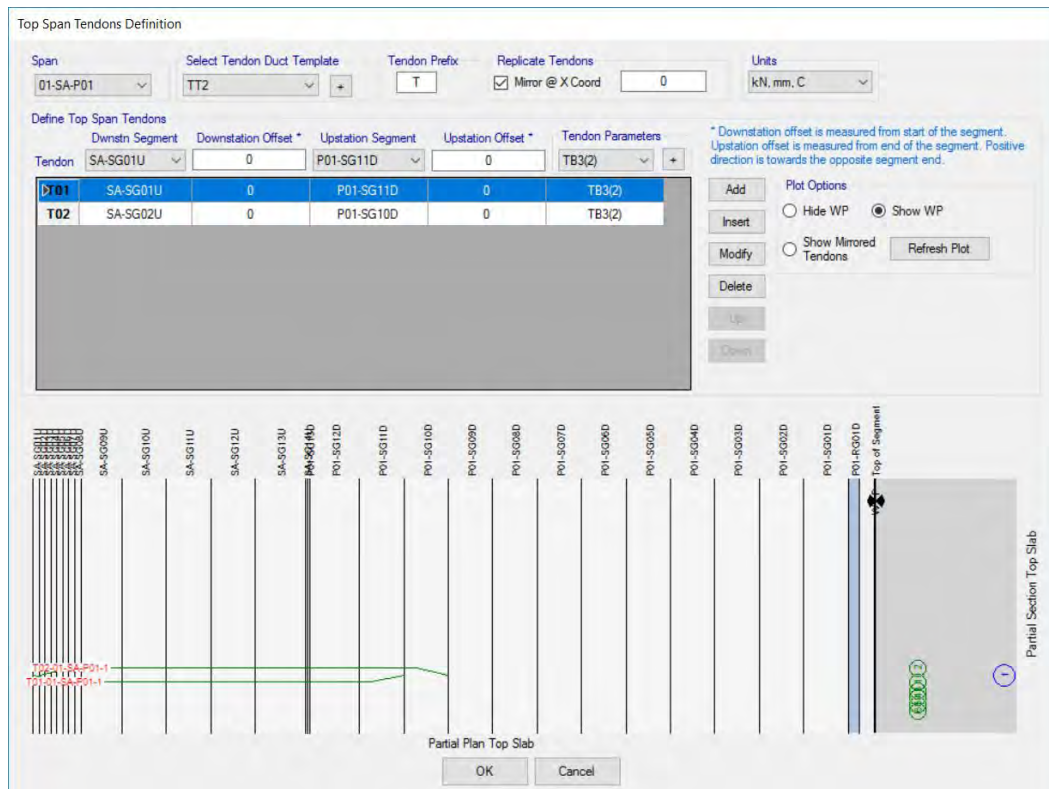 Top Span Tendons Definition
Span Select Tendon Duct Template Tendon Prefix Replicate Tendons Units
01-SA-P01 TT2 + T Mirror @ X Coord 0 kN, mm, C
Define Top Span Tendons
Dwnstn Segment Downstation Offset * Upstation Segment Upstation Offset * Tendon Parameters
Tendon SA-SG01U 0 P01-SG11D 0 TB3(2) +
* Downstation offset is measured from start of the segment.
Upstation offset is measured from end of the segment. Positive
direction is towards the opposite segment end.
T01 SA-SG01U 0 P01-SG11D 0 TB3(2)
T02 SA-SG02U 0 P01-SG10D 0 TB3(2)
Add
Insert
Modify
Delete
Up
Down
Plot Options
Hide WP Show WP
Show Mirrored
Tendons
Refresh Plot
SA-SG01U
SA-SG08U
SA-SG09U
SA-SG10U
SA-SG11U
SA-SG12U
SA-SG13U
P01-SG12D
P01-SG11D
P01-SG10D
P01-SG09D
P01-SG08D
P01-SG07D
P01-SG06D
P01-SG05D
P01-SG04D
P01-SG03D
P01-SG02D
P01-SG01D
P01-RG01D
Top of Segment
T02-01-SA-P01-1
T01-01-SA-P01-1
2
1
Partial Section Top Slab
Partial Plan Top Slab
OK Cancel